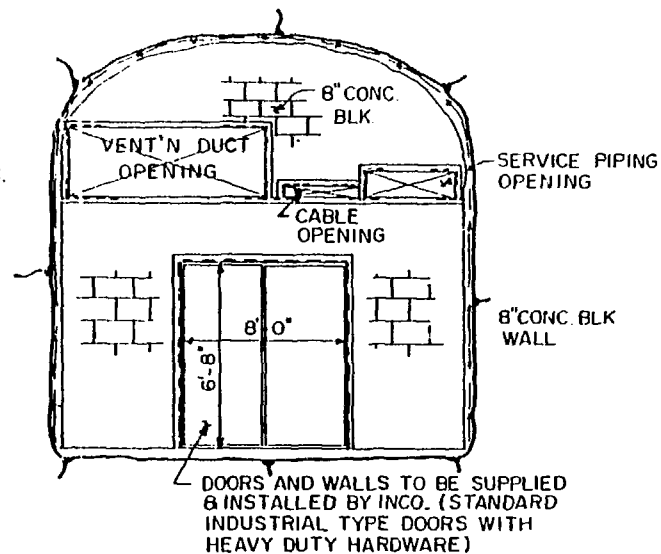 8" CONC.
BLK.
VENT'N DUCT
OPENING
SERVICE PIPING
OPENING
CABLE
OPENING
8'-0"
6'-8"
8" CONC. BLK
WALL
DOORS AND WALLS TO BE SUPPLIED
& INSTALLED BY INCO. (STANDARD
INDUSTRIAL TYPE DOORS WITH
HEAVY DUTY HARDWARE)